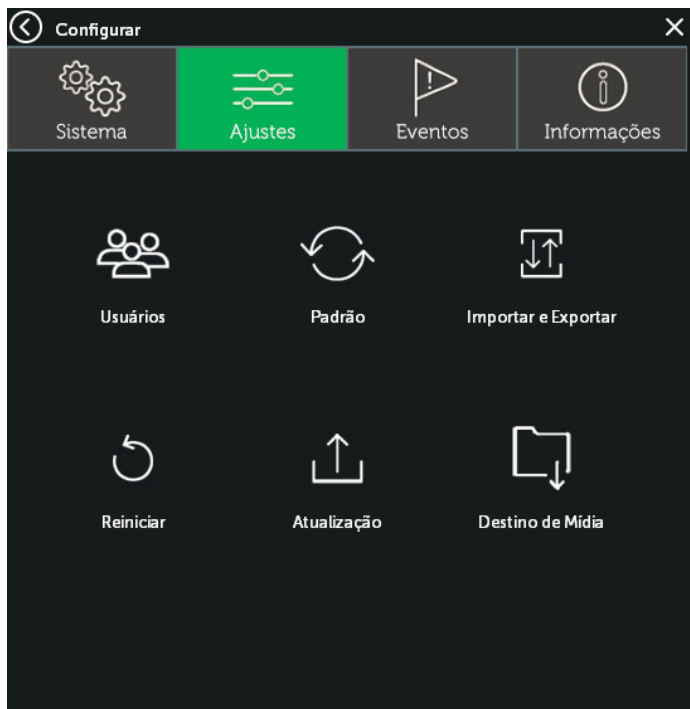 Configurar
Sistema
Ajustes
Eventos
Informações
Usuários
Padrão
Importar e Exportar
Reiniciar
Atualização
Destino de Mídia